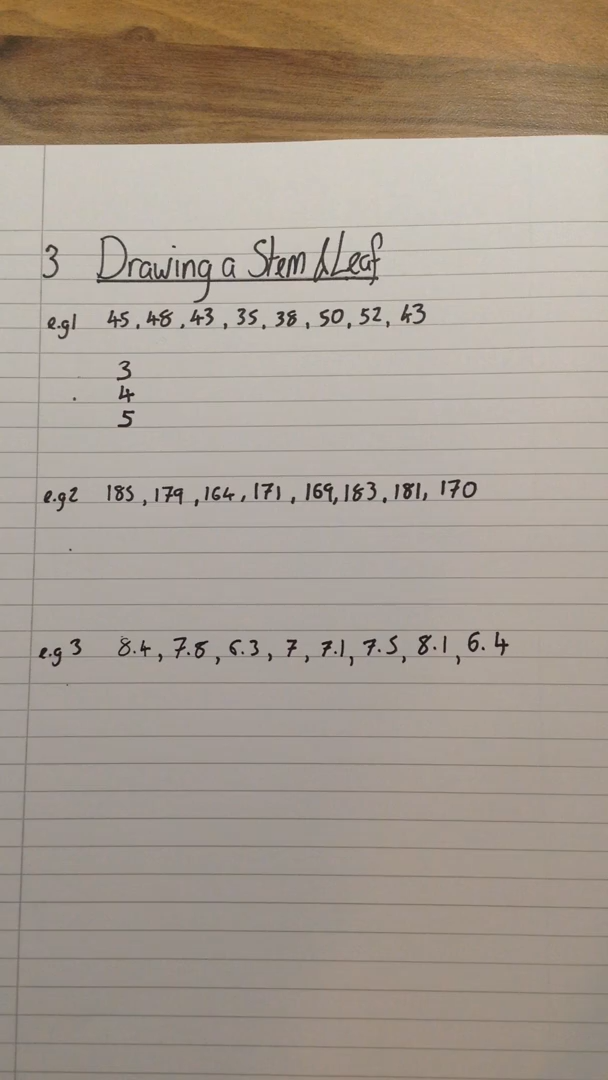 3 Drawing a Stem & Leaf
e.g1 45, 48, 43, 35, 38, 50, 52, 43
3
4
5
e.g2 185, 179, 164, 171, 169, 183, 181, 170
e.g 3 8.4, 7.8, 6.3, 7, 7.1, 7.5, 8.1, 6.4